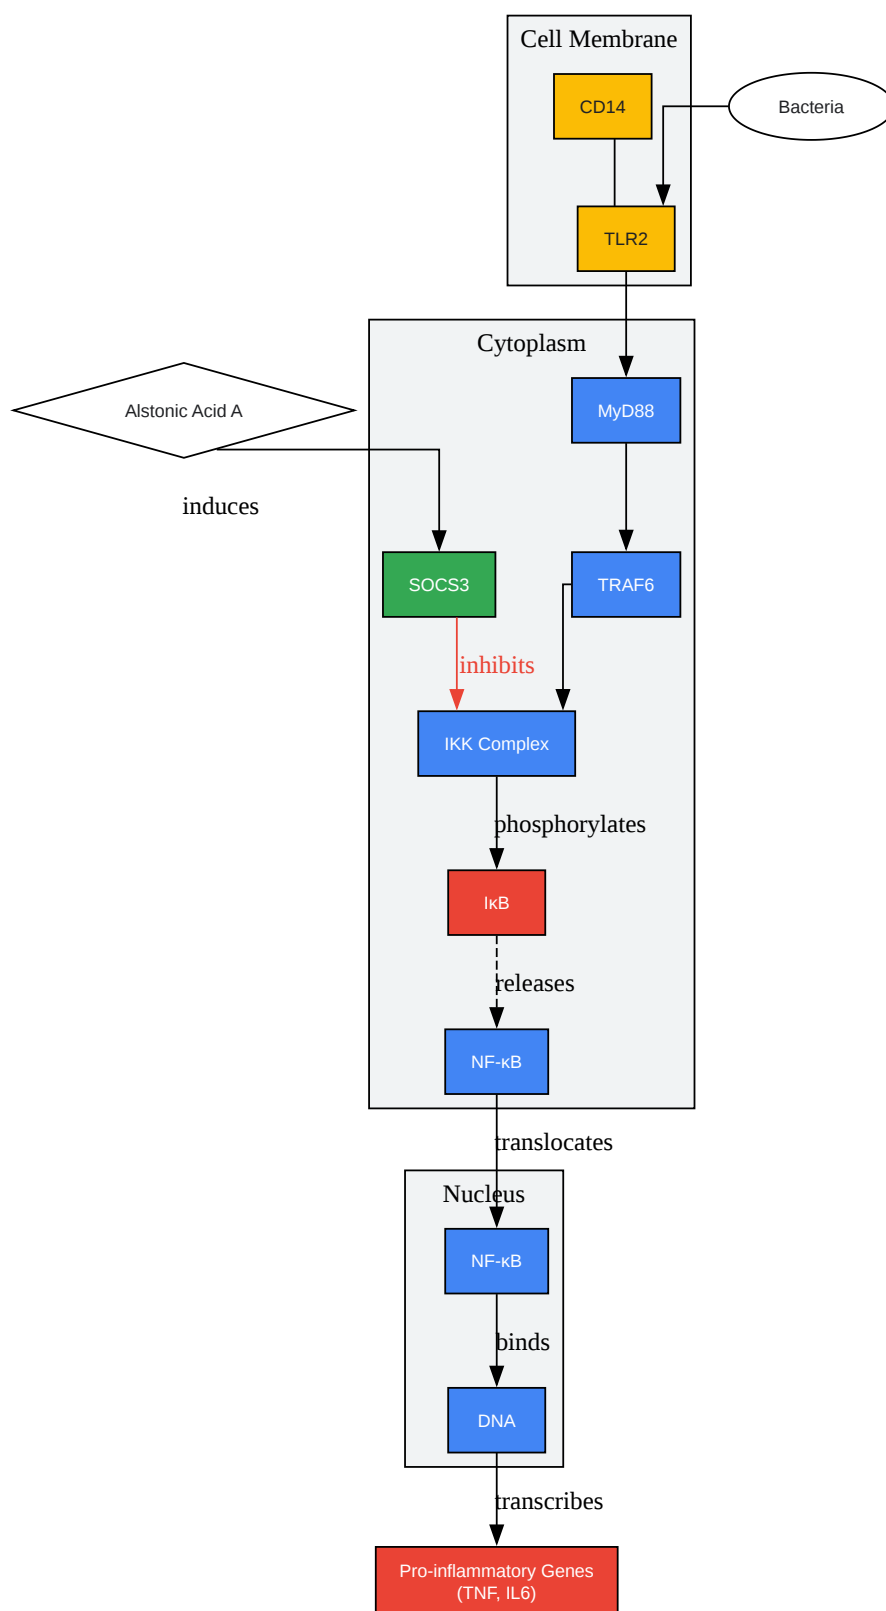 Cell Membrane
CD14
Bacteria
TLR2
Cytoplasm
Alstonic Acid A
MyD88
induces
SOCS3
TRAF6
inhibits
IKK Complex
phosphorylates
IκB
releases
NF-κB
translocates
Nucleus
NF-κB
binds
DNA
transcribes
Pro-inflammatory Genes
(TNF, IL6)